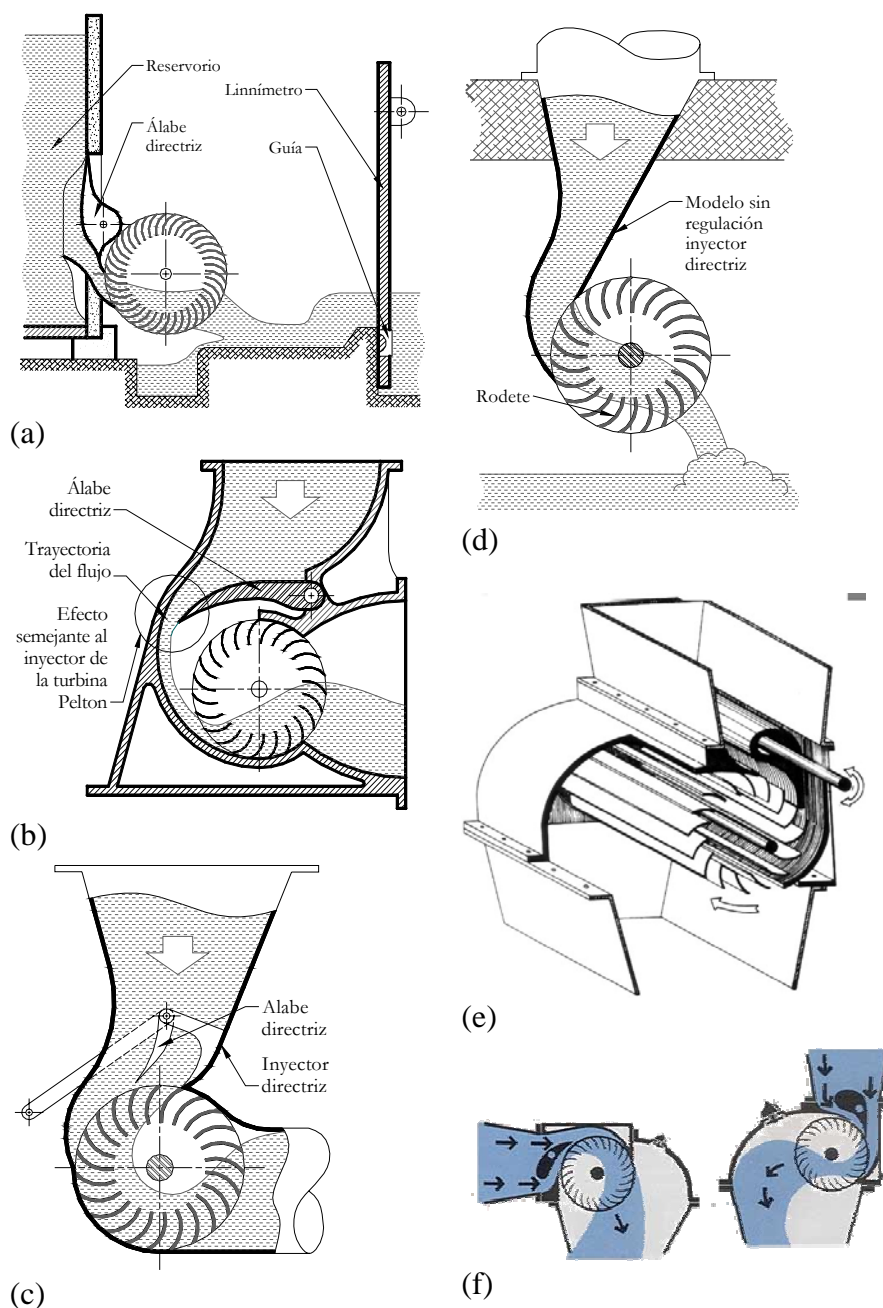 Reservorio
Álabe
directriz
Linnímetro
Guía
(a)
Álabe
directriz
Trayectoria
del flujo
Efecto
semejante al
inyector de
la turbina
Pelton
(b)
Alabe
directriz
Inyector
directriz
(c)
Modelo sin
regulación
inyector
directriz
Rodete
(d)
(e)
(f)